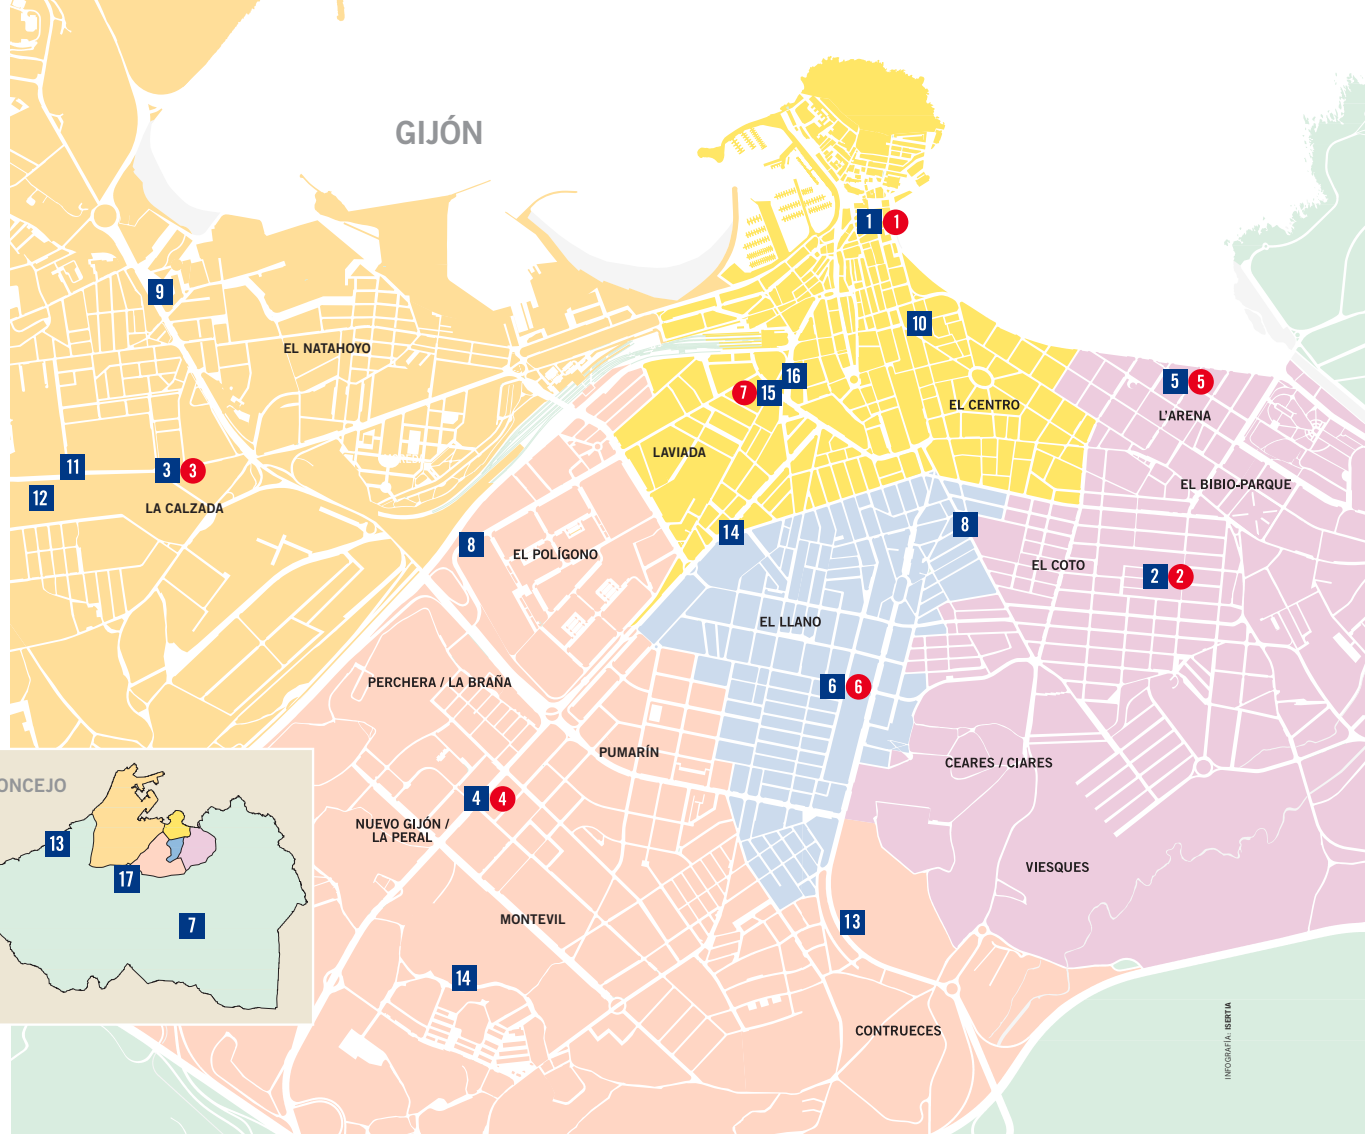 GIJÓN
1 1
9
10
EL NATAHOYO
16
5 5
7 15
EL CENTRO
L'ARENA
LAVIADA
11
3 3
12
EL BIBIO-PARQUE
LA CALZADA
8
14
8
EL POLÍGONO
EL COTO
2 2
EL LLANO
PERCHERA / LA BRAÑA
6 6
PUMARÍN
CEARES / CIARES
ONCEJO
4 4
NUEVO GIJÓN /
LA PERAL
13
17
VIESQUES
7
MONTEVIL
13
14
CONTRUECES
INFOGRAFÍA: ISERTIA